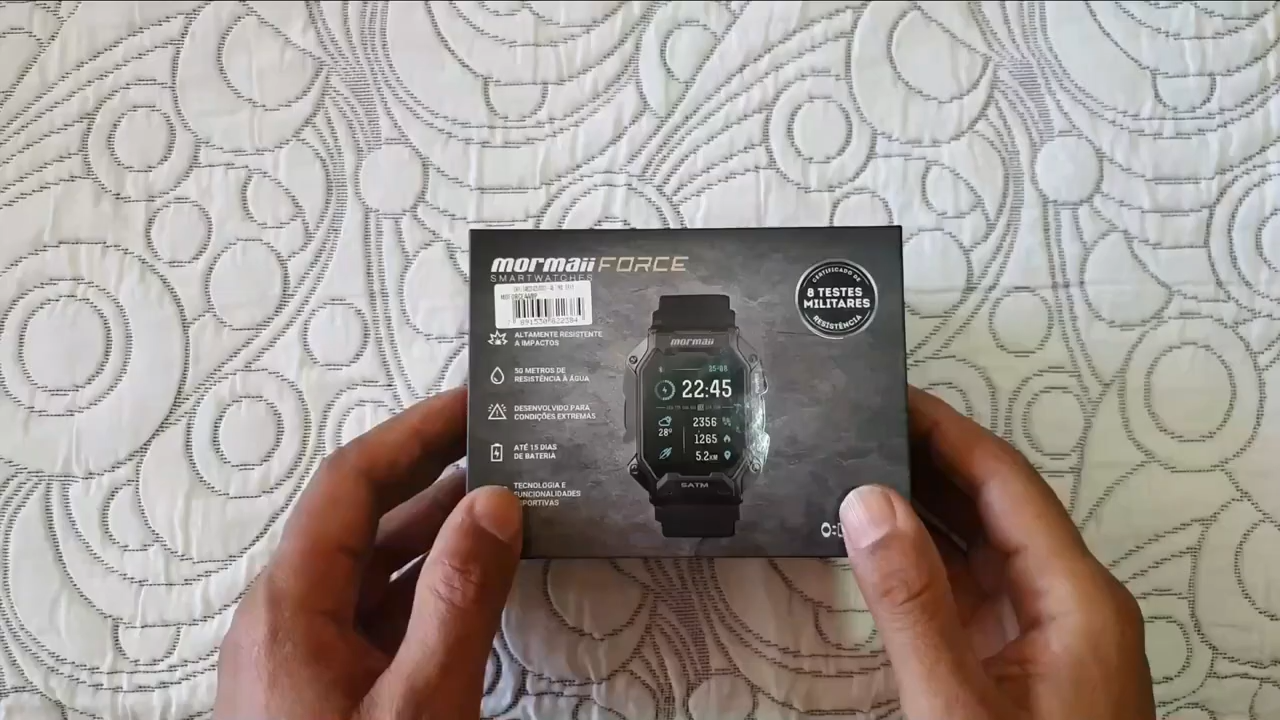 mormaii FORCE
SMARTWATCHES
ALTAMENTE RESISTENTE
A IMPACTOS
50 METROS DE
RESISTÊNCIA À ÁGUA
DESENVOLVIDO PARA
CONDIÇÕES EXTREMAS
ATÉ 15 DIAS
DE BATERIA
TECNOLOGIA E
FUNCIONALIDADES
ESPORTIVAS
CERTIFICADO DE
8 TESTES
MILITARES
RESISTÊNCIA
mormaii
25-08
22:45
2356
28°
1265
5.2KM
5ATM